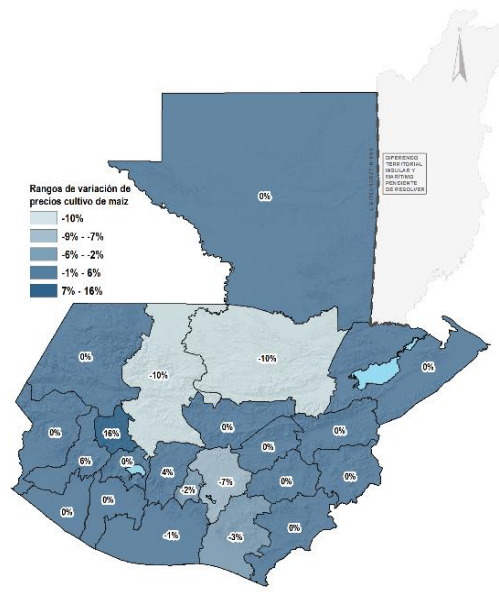 DIFERENDO
TERRITORIAL
INSULAR Y
MARÍTIMO
PENDIENTE
DE RESOLVER
0%
Rangos de variación de
precios cultivo de maíz
-10%
-9% - -7%
-6% - -2%
-1% - 6%
7% - 16%
0%
-10%
-10%
0%
0%
16%
0%
0%
0%
6%
0%
4%
-2%
-7%
0%
0%
0%
0%
-1%
-3%
0%